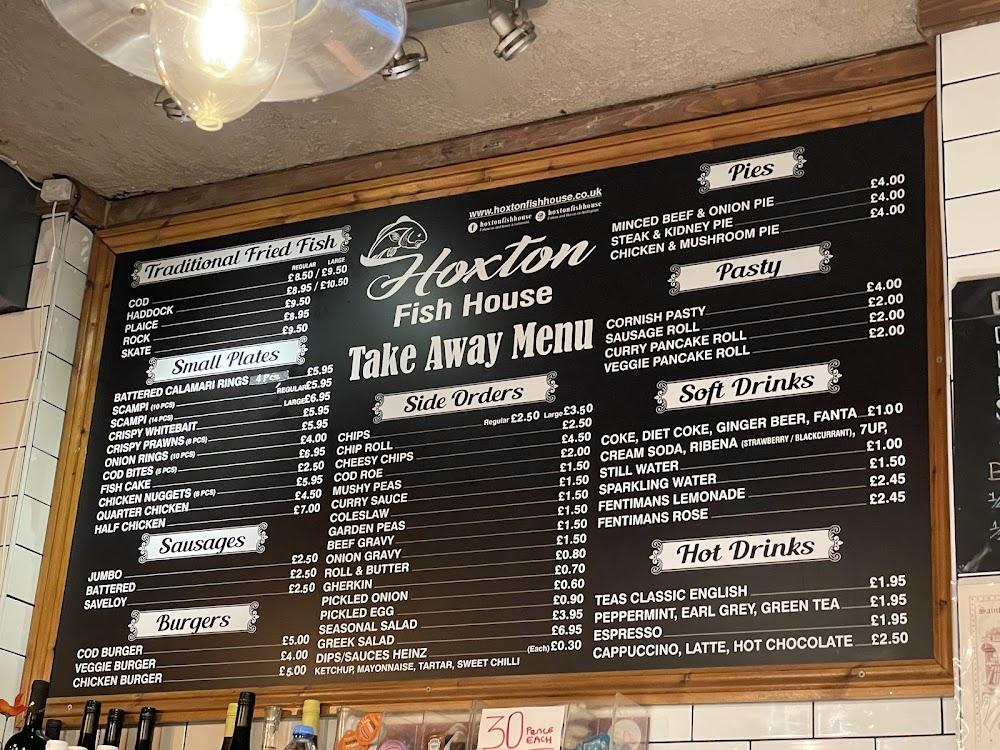 Traditional Fried Fish
REGULAR LARGE
COD £8.50 / £9.50
HADDOCK £8.95 / £10.50
PLAICE £9.50
ROCK £8.95
SKATE £9.50
Small Plates
BATTERED CALAMARI RINGS 4 Pcs £5.95
SCAMPI (10 PCS) REGULAR £5.95
SCAMPI (14 PCS) LARGE £6.95
CRISPY WHITEBAIT £5.95
CRISPY PRAWNS (8 PCS) £5.95
ONION RINGS (10 PCS) £4.00
COD BITES (5 PCS) £6.95
FISH CAKE £2.50
CHICKEN NUGGETS (6 PCS) £5.95
QUARTER CHICKEN £4.50
HALF CHICKEN £7.00
Sausages
JUMBO £2.50
BATTERED £2.50
SAVELOY £2.50
Burgers
COD BURGER £5.00
VEGGIE BURGER £4.00
CHICKEN BURGER £5.00
www.hoxtonfishhouse.co.uk
hoxtonfishhouse hoxtonfishhouse
Hoxton
Fish House
Take Away Menu
Side Orders
CHIPS Regular £2.50 Large £3.50
CHIP ROLL £2.50
CHEESY CHIPS £4.50
COD ROE £2.00
MUSHY PEAS £1.50
CURRY SAUCE £1.50
COLESLAW £1.50
GARDEN PEAS £1.50
BEEF GRAVY £1.50
ONION GRAVY £1.50
ROLL & BUTTER £0.80
GHERKIN £0.70
PICKLED ONION £0.60
PICKLED EGG £0.90
SEASONAL SALAD £3.95
GREEK SALAD £6.95
DIPS/SAUCES HEINZ (Each) £0.30
KETCHUP, MAYONNAISE, TARTAR, SWEET CHILLI
Pies
MINCED BEEF & ONION PIE £4.00
STEAK & KIDNEY PIE £4.00
CHICKEN & MUSHROOM PIE £4.00
Pasty
CORNISH PASTY £4.00
SAUSAGE ROLL £2.00
CURRY PANCAKE ROLL £2.00
VEGGIE PANCAKE ROLL £2.00
Soft Drinks
COKE, DIET COKE, GINGER BEER, FANTA £1.00
CREAM SODA, RIBENA (STRAWBERRY / BLACKCURRANT), 7UP,
STILL WATER £1.00
SPARKLING WATER £1.50
FENTIMANS LEMONADE £2.45
FENTIMANS ROSE £2.45
Hot Drinks
TEAS CLASSIC ENGLISH £1.95
PEPPERMINT, EARL GREY, GREEN TEA £1.95
ESPRESSO £1.95
CAPPUCCINO, LATTE, HOT CHOCOLATE £2.50
30 PENCE
EACH